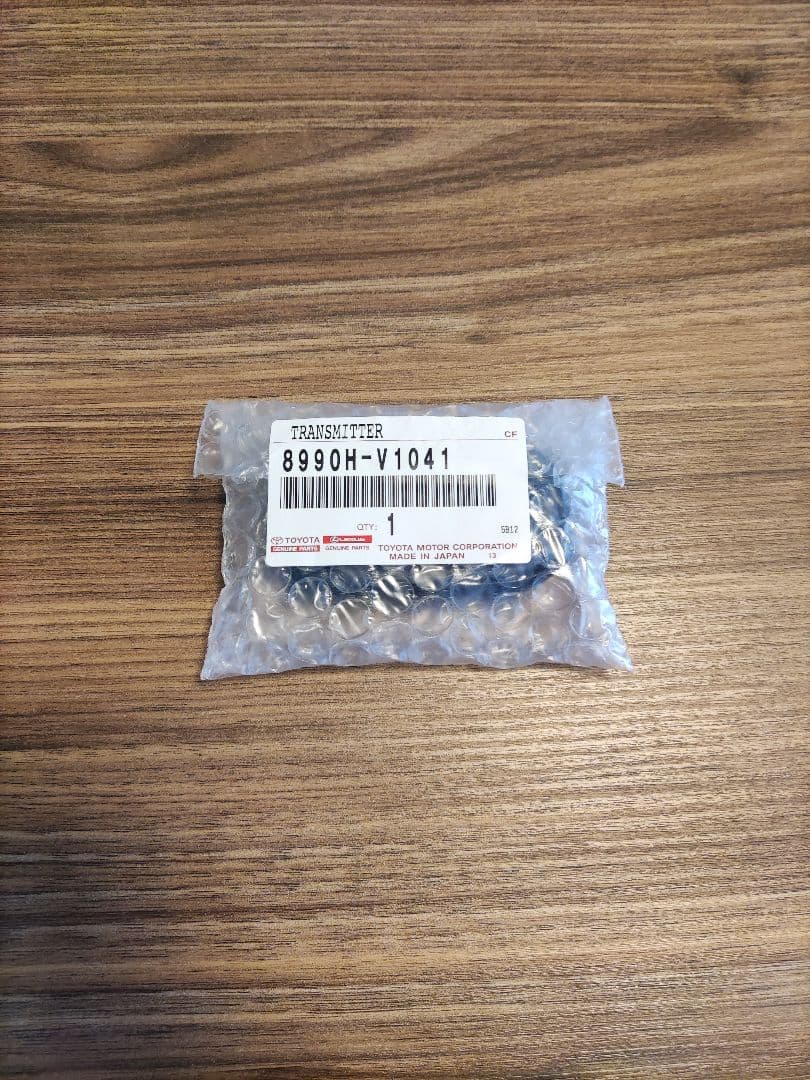 TRANSMITTER
CF
8990H-V1041
QTY: 1
5B12
TOYOTA
GENUINE PARTS
LEXUS
GENUINE PARTS
TOYOTA MOTOR CORPORATION
MADE IN JAPAN 13